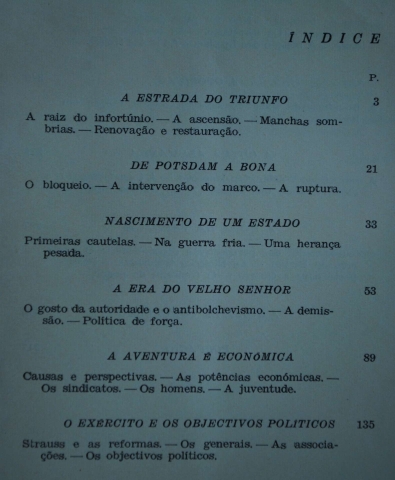 ÍNDICE
P.
A ESTRADA DO TRIUNFO 3
A raiz do infortúnio. — A ascensão. — Manchas som-
brias. — Renovação e restauração.
DE POTSDAM A BONA 21
O bloqueio. — A intervenção do marco. — A ruptura.
NASCIMENTO DE UM ESTADO 33
Primeiras cautelas. — Na guerra fria. — Uma herança
pesada.
A ERA DO VELHO SENHOR 53
O gosto da autoridade e o antibolchevismo. — A demis-
são. — Política de força.
A AVENTURA É ECONÓMICA 89
Causas e perspectivas. — As potências económicas. —
Os sindicatos. — Os homens. — A juventude.
O EXÉRCITO E OS OBJECTIVOS POLÍTICOS 135
Strauss e as reformas. — Os generais. — As associa-
ções. — Os objectivos políticos.